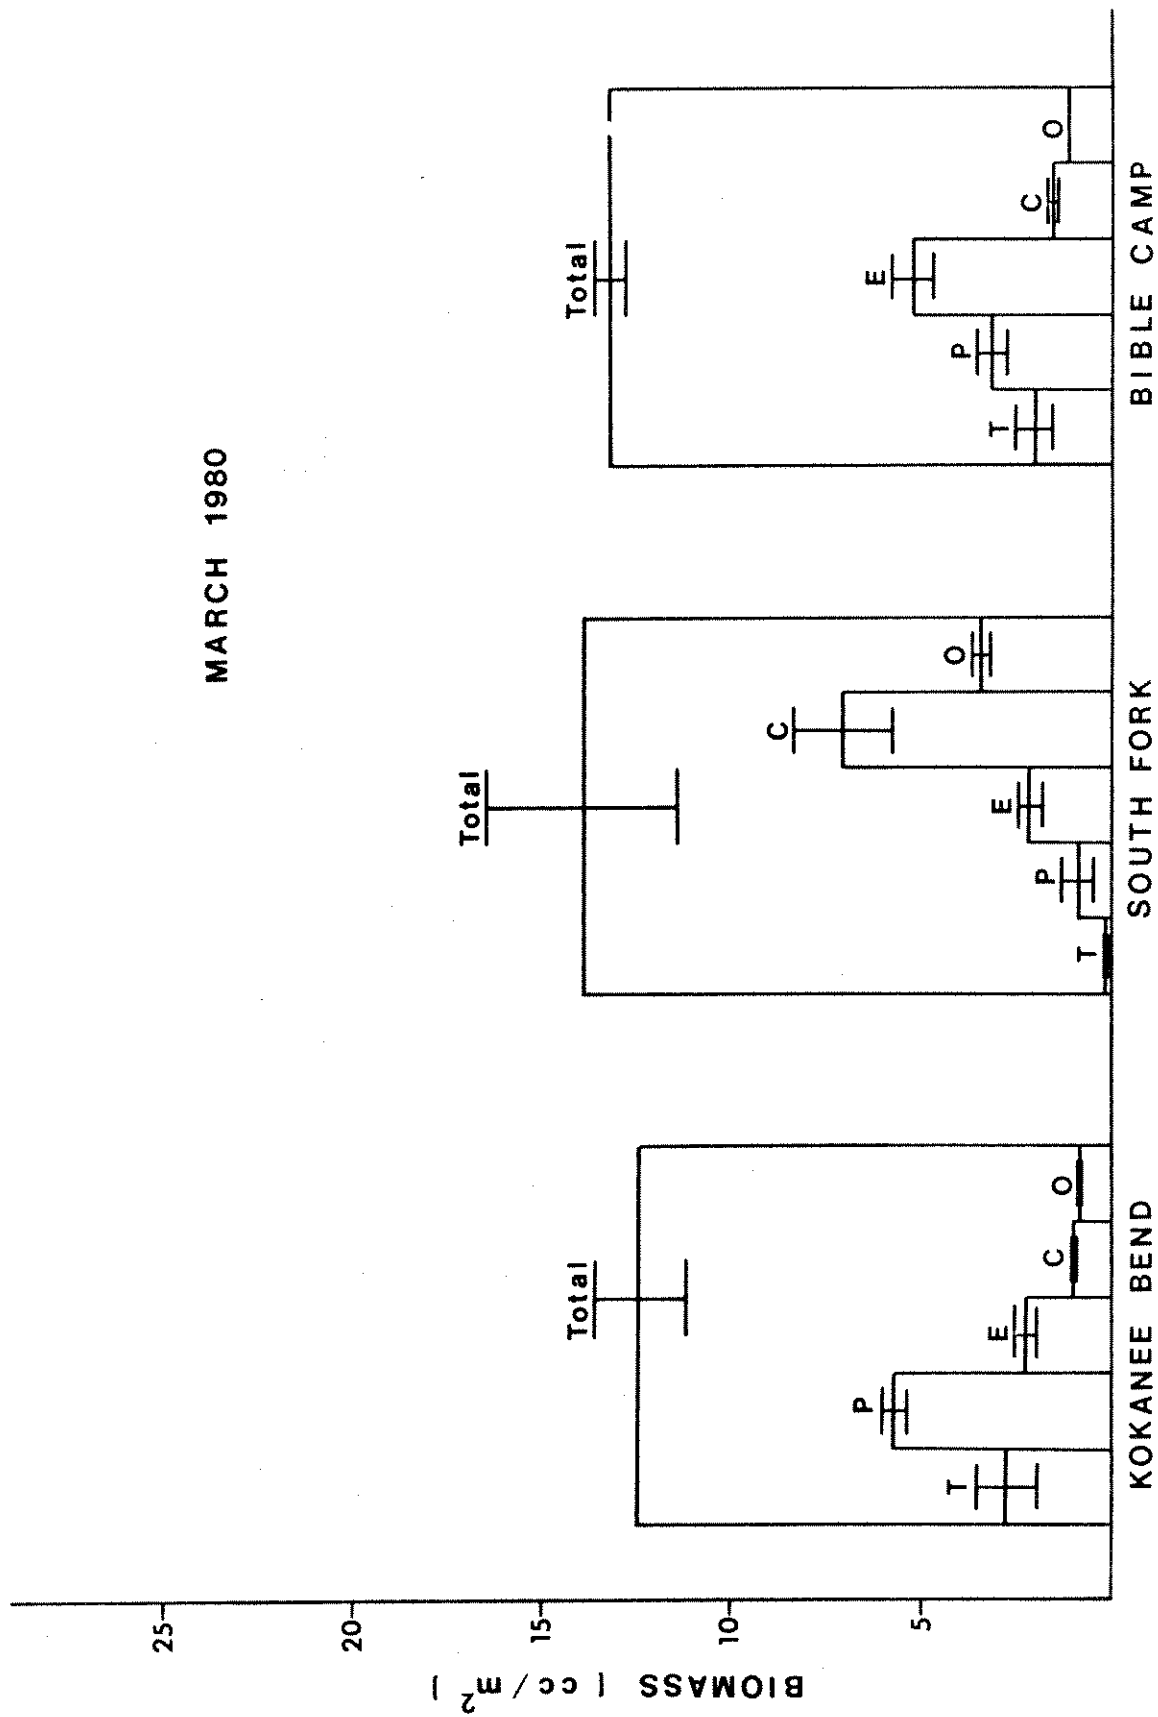 MARCH 1980
BIOMASS ( cc/m² )
25
20
15
10
5
Total
T
P
E
C
O
KOKANEE BEND
Total
T
P
E
C
O
SOUTH FORK
Total
T
P
E
C
O
BIBLE CAMP